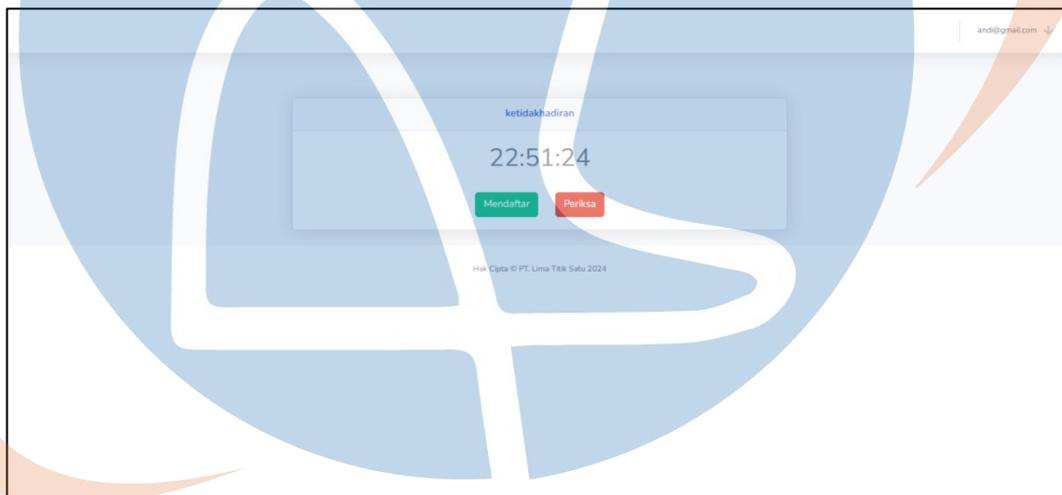 andi@gmail.com
ketidakhadiran
22:51:24
Mendaftar Periksa
Hak Cipta © PT. Lima Titik Satu 2024